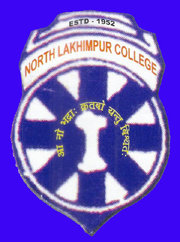 ESTD - 1952
NORTH LAKHIMPUR COLLEGE
आ नो भद्राः क्रतवो यन्तु विश्वतः